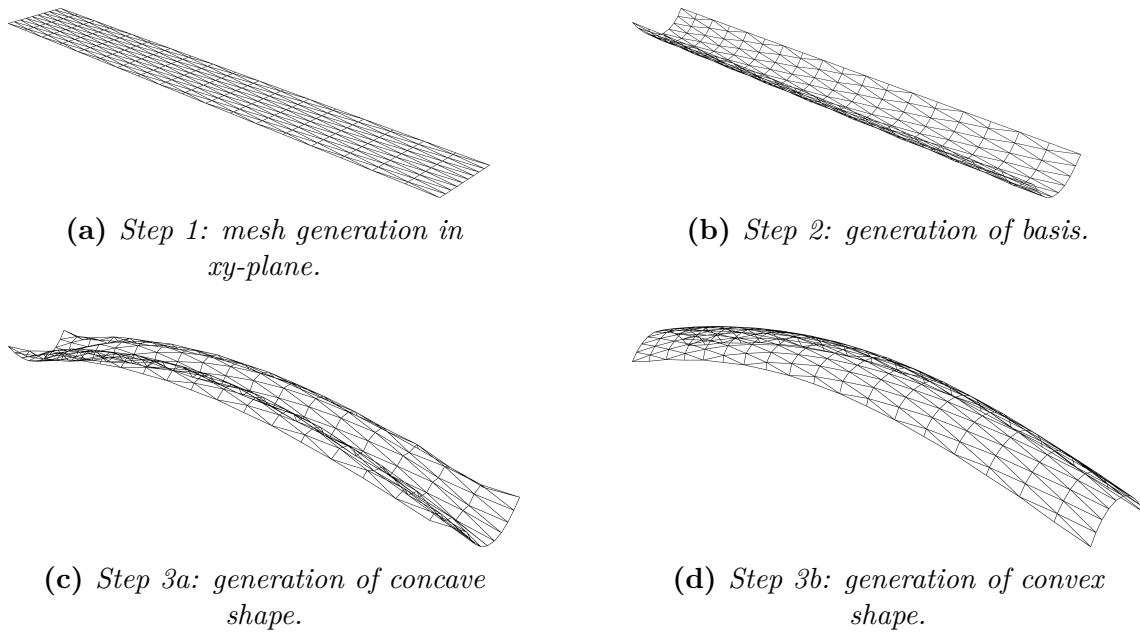 (a) Step 1: mesh generation in
xy-plane.
(b) Step 2: generation of basis.
(c) Step 3a: generation of concave
shape.
(d) Step 3b: generation of convex
shape.